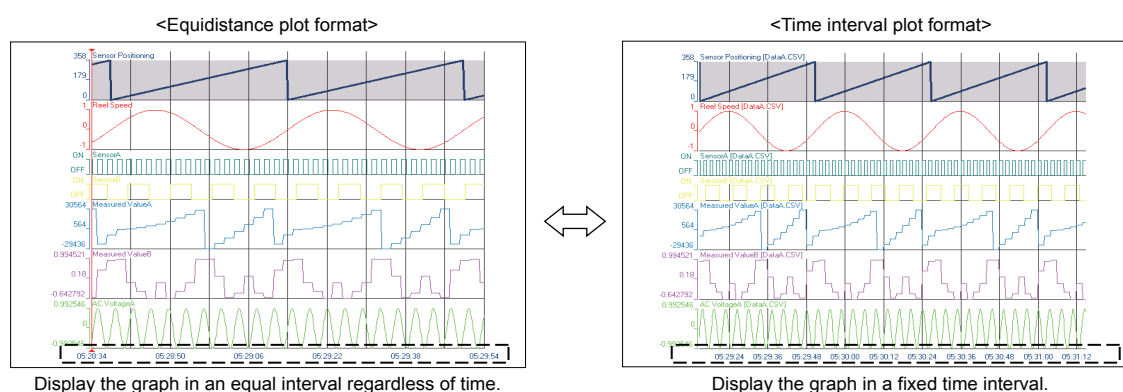 <Equidistance plot format>
358 Sensor Positioning
179
0
1 Reel Speed
0
-1
ON SensorA
OFF
ON SensorB
OFF
30564 Measured ValueA
564
-29436
0.994521 Measured ValueB
0.18
-0.642792
0.992546 AC VoltageA
0
-0.992546
05:28:34 05:28:50 05:29:06 05:29:22 05:29:38 05:29:54
Display the graph in an equal interval regardless of time.
<Time interval plot format>
358 Sensor Positioning [DataA.CSV]
179
0
1 Reel Speed [DataA.CSV]
0
-1
ON SensorA [DataA.CSV]
OFF
ON SensorB [DataA.CSV]
OFF
30564 Measured ValueA [DataA.CSV]
564
-29436
0.994521 Measured ValueB [DataA.CSV]
0.18
-0.642792
0.992546 AC VoltageA [DataA.CSV]
0
-0.992546
05:29:24 05:29:36 05:29:48 05:30:00 05:30:12 05:30:24 05:30:36 05:30:48 05:31:00 05:31:12
Display the graph in a fixed time interval.